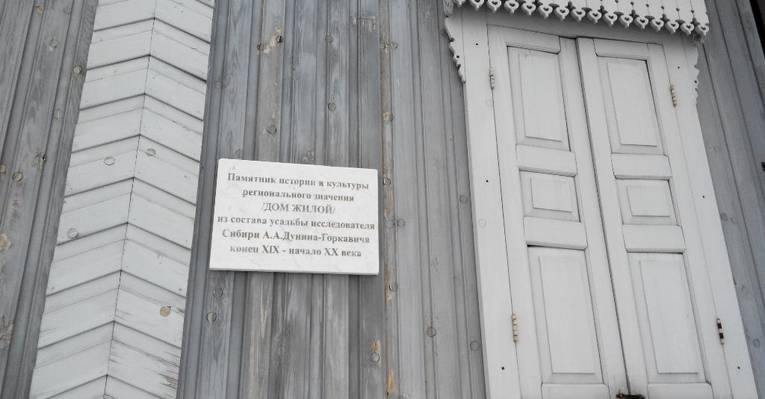 Памятник истории и культуры
регионального значения
/ДОМ ЖИЛОЙ/
из состава усадьбы исследователя
Сибири А.А.Дунина-Горкавича
конец XIX - начало XX века